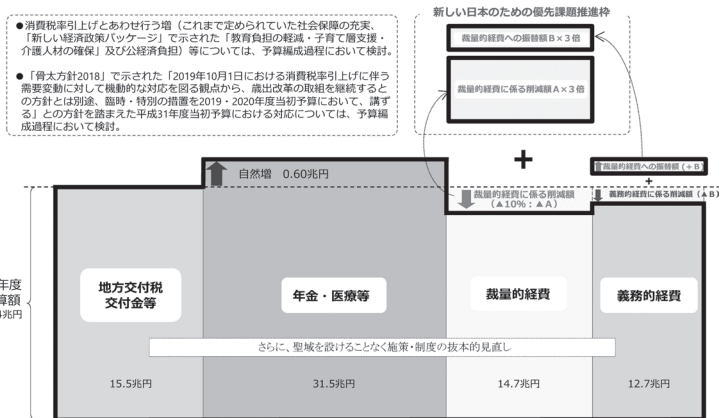 新しい日本のための優先課題推進枠
●消費税率引上げとあわせ行う増（これまで定められていた社会保障の充実、
「新しい経済政策パッケージ」で示された「教育負担の軽減・子育て層支援・
介護人材の確保」及び公経済負担）等については、予算編成過程において検討。
●「骨太方針2018」で示された「2019年10月1日における消費税率引上げに伴う
需要変動に対して機動的な対応を図る観点から、歳出改革の取組を継続すると
の方針とは別途、臨時・特別の措置を2019・2020年度当初予算において、講ず
る」との方針を踏まえた平成31年度当初予算における対応については、予算編
成過程において検討。
裁量的経費への振替額B×3倍
裁量的経費に係る削減額A×3倍
+
自然増 0.60兆円
裁量的経費への振替額（+B）
+
裁量的経費に係る削減額
（▲10%：▲A）
義務的経費に係る削減額（▲B）
年度
算額
4兆円
地方交付税
交付金等
年金・医療等
裁量的経費
義務的経費
さらに、聖域を設けることなく施策・制度の抜本的見直し
15.5兆円
31.5兆円
14.7兆円
12.7兆円